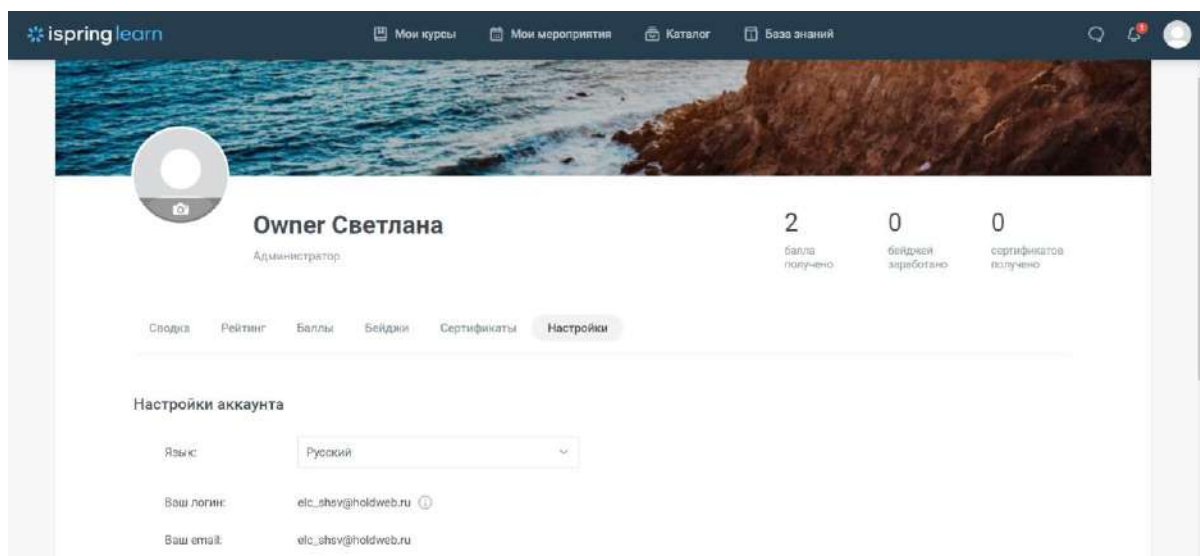 ispring learn Мои курсы Мои мероприятия Каталог База знаний 1
Owner Светлана
Администратор
2 0 0
балла получено бейджей заработано сертификатов получено
Сводка Рейтинг Баллы Бейджи Сертификаты Настройки
Настройки аккаунта
Язык: Русский
Ваш логин: elc_shsv@holdweb.ru
Ваш email: elc_shsv@holdweb.ru